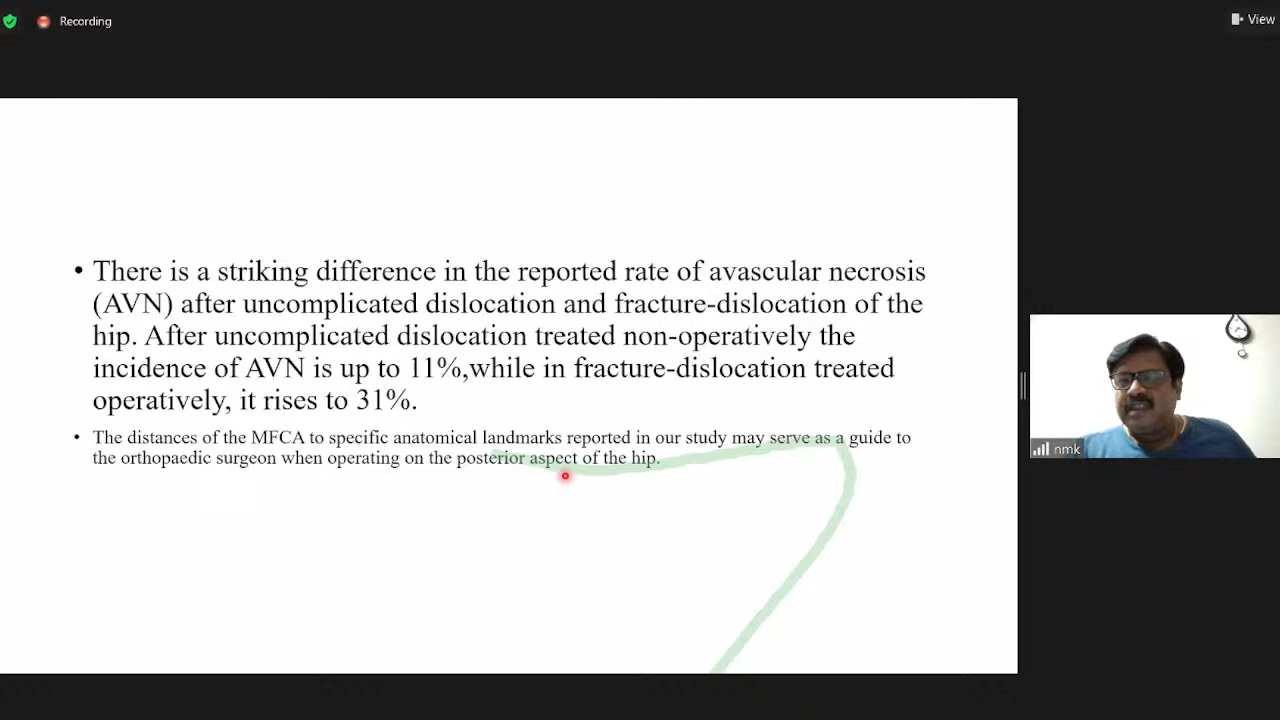 Recording
View
• There is a striking difference in the reported rate of avascular necrosis
(AVN) after uncomplicated dislocation and fracture-dislocation of the
hip. After uncomplicated dislocation treated non-operatively the
incidence of AVN is up to 11%,while in fracture-dislocation treated
operatively, it rises to 31%.
• The distances of the MFCA to specific anatomical landmarks reported in our study may serve as a guide to
the orthopaedic surgeon when operating on the posterior aspect of the hip.
nmk